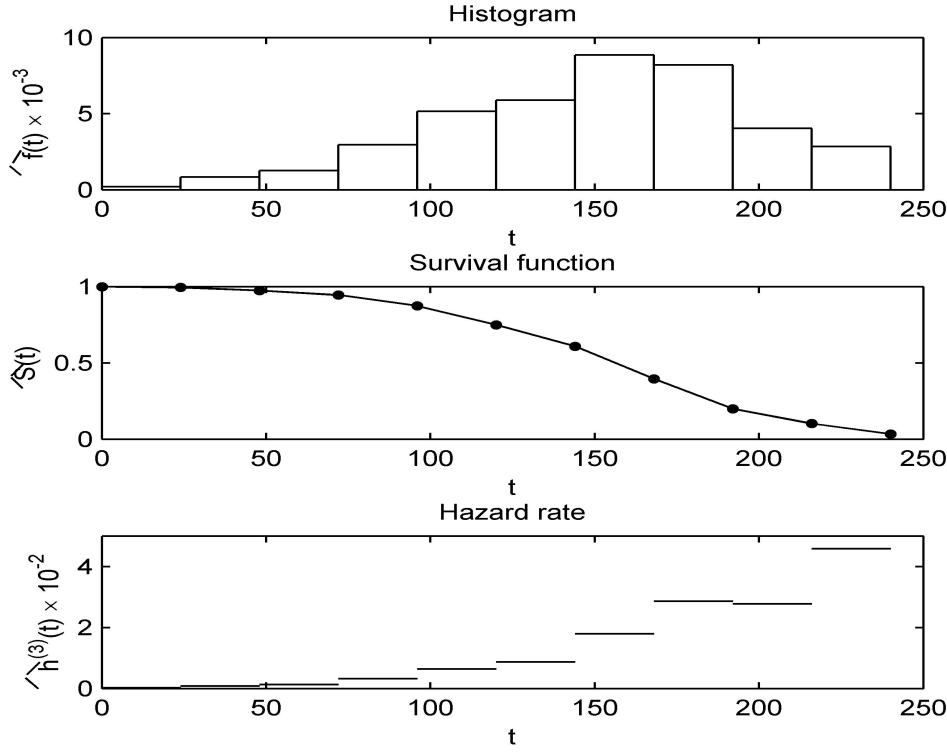 Histogram
10
5
0
f̂(t) × 10⁻³
0 50 100 150 200 250
t
Survival function
1
0.5
0
Ŝ(t)
0 50 100 150 200 250
t
Hazard rate
4
2
0
ĥ⁽³⁾(t) × 10⁻²
0 50 100 150 200 250
t